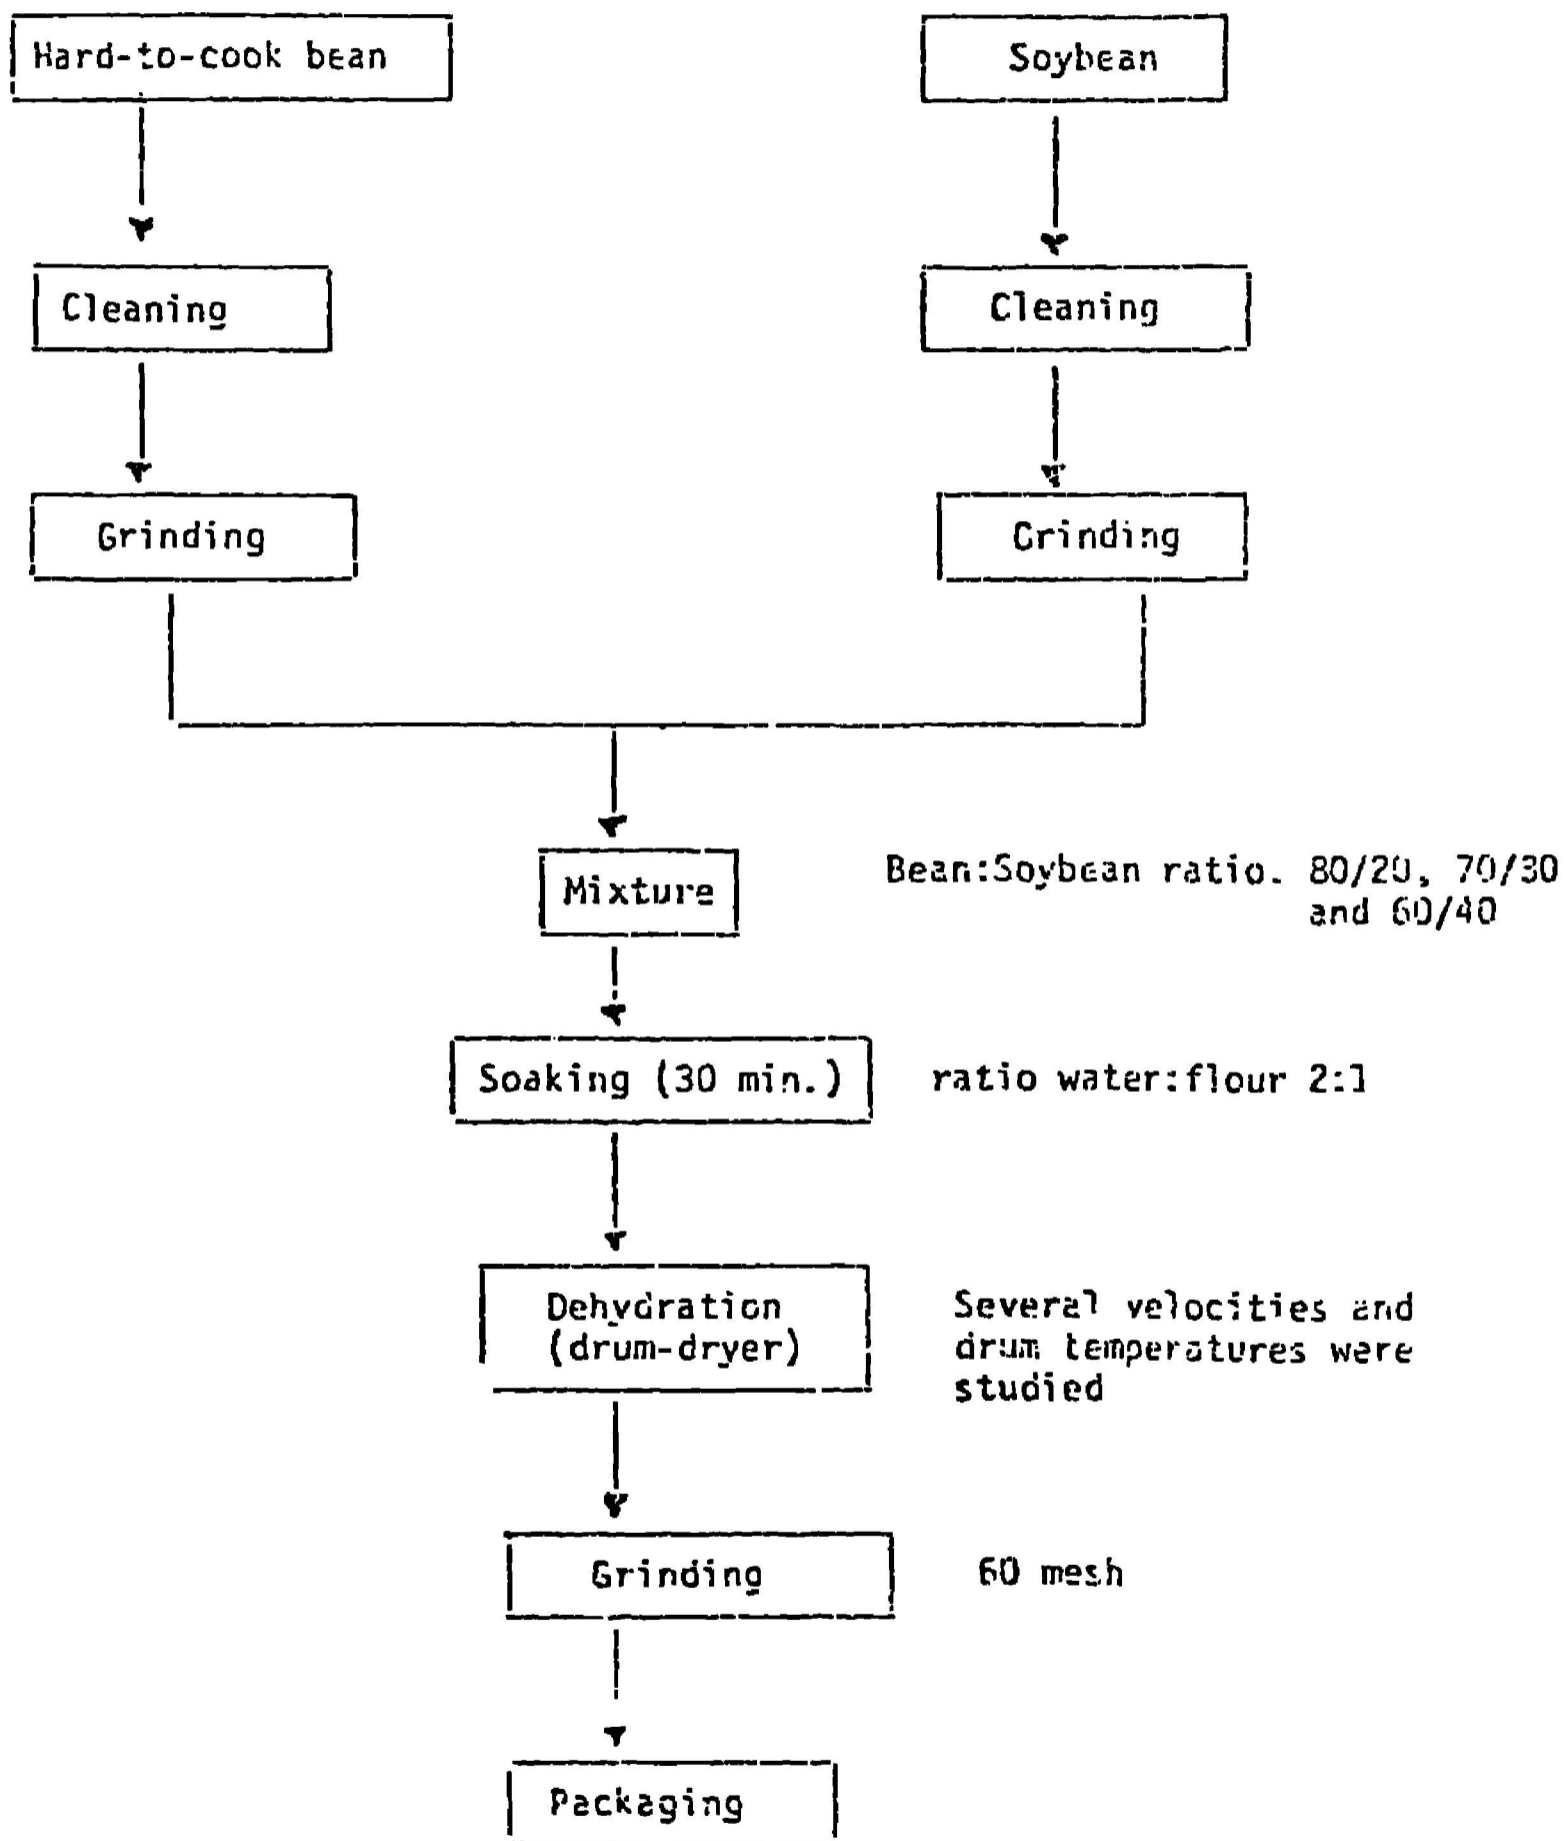 Hard-to-cook bean
Soybean
Cleaning
Cleaning
Grinding
Grinding
Mixture
Bean:Soybean ratio. 80/20, 70/30
and 60/40
Soaking (30 min.)
ratio water:flour 2:1
Dehydration
(drum-dryer)
Several velocities and
drum temperatures were
studied
Grinding
60 mesh
Packaging